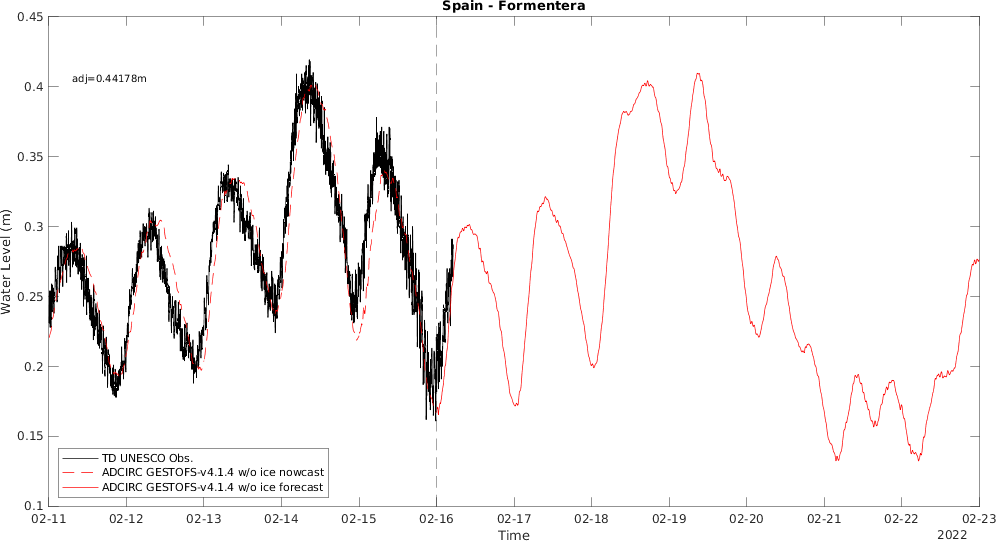 Spain - Formentera
0.45
adj=0.44178m
0.4
0.35
0.3
Water Level (m)
0.25
0.2
0.15
TD UNESCO Obs.
ADCIRC GESTOFS-v4.1.4 w/o ice nowcast
ADCIRC GESTOFS-v4.1.4 w/o ice forecast
0.1
02-11 02-12 02-13 02-14 02-15 02-16 02-17 02-18 02-19 02-20 02-21 02-22 02-23
Time
2022